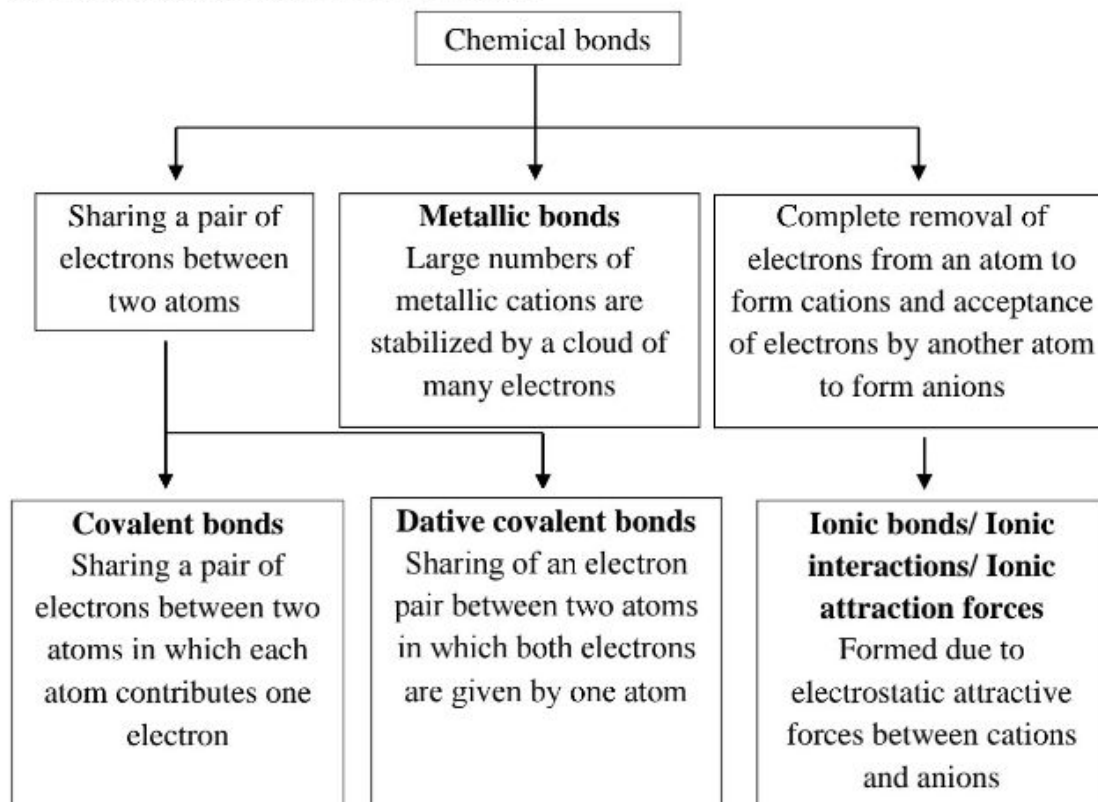 Chemical bonds
Sharing a pair of
electrons between
two atoms
Metallic bonds
Large numbers of
metallic cations are
stabilized by a cloud of
many electrons
Complete removal of
electrons from an atom to
form cations and acceptance
of electrons by another atom
to form anions
Covalent bonds
Sharing a pair of
electrons between two
atoms in which each
atom contributes one
electron
Dative covalent bonds
Sharing of an electron
pair between two atoms
in which both electrons
are given by one atom
Ionic bonds/ Ionic
interactions/ Ionic
attraction forces
Formed due to
electrostatic attractive
forces between cations
and anions